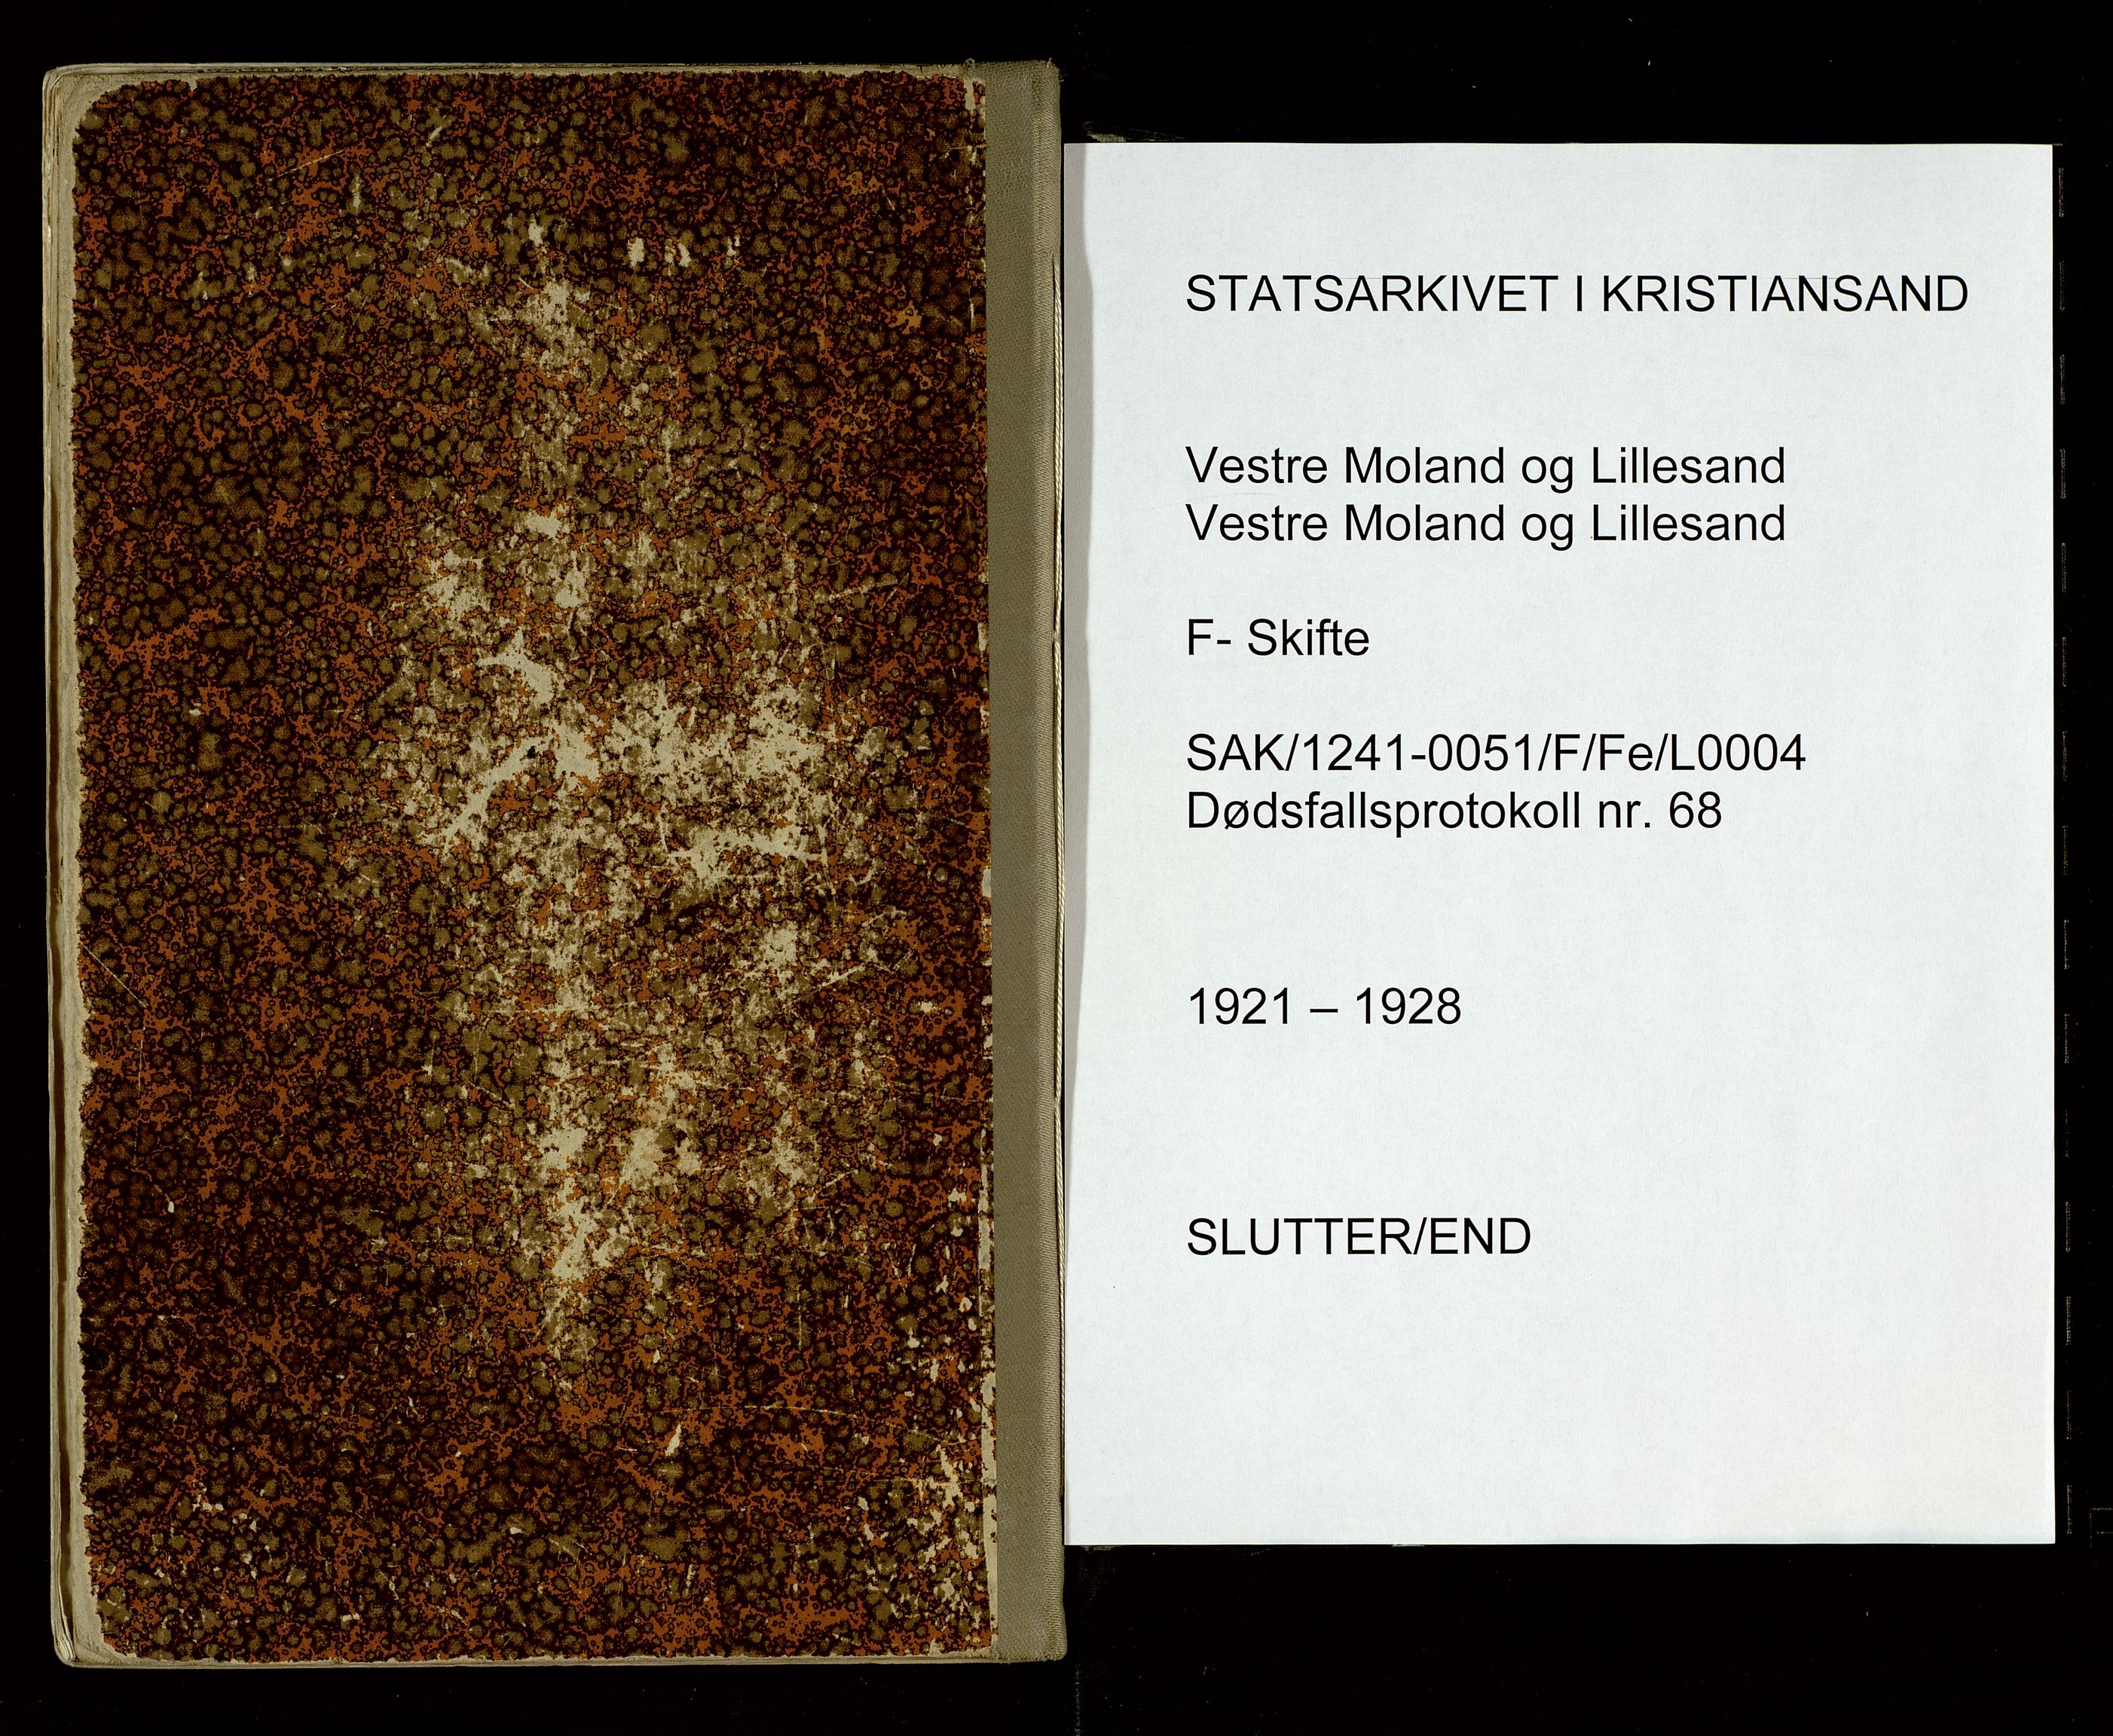 STATSARKIVET I KRISTIANSAND
Vestre Moland og Lillesand
Vestre Moland og Lillesand
F- Skifte
SAK/1241-0051/F/Fe/L0004
Dødsfallsprotokoll nr. 68
1921 – 1928
SLUTTER/END